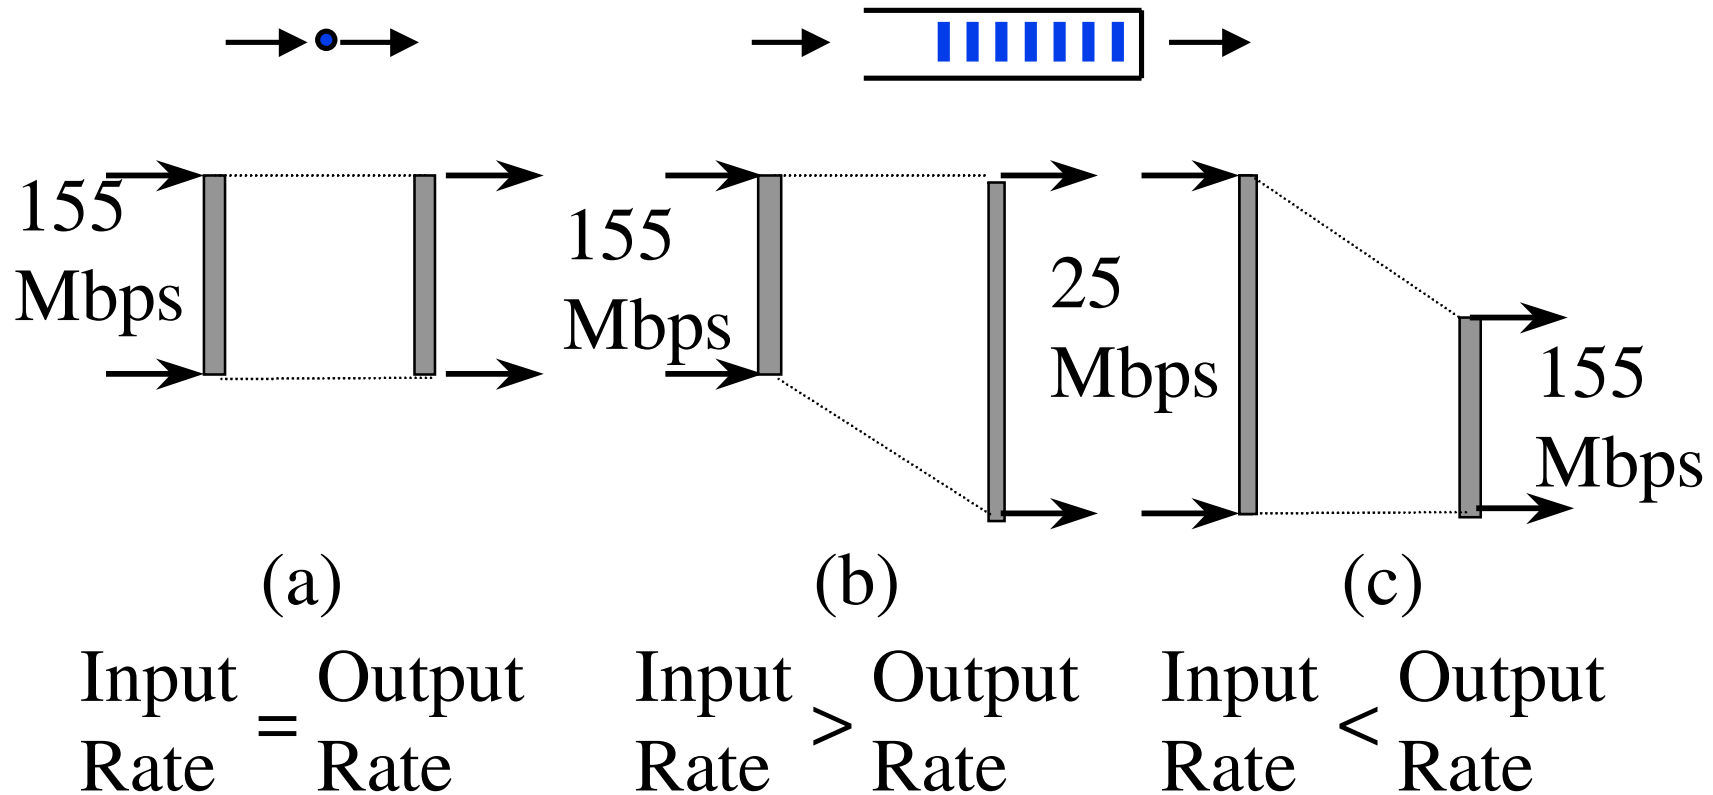 155
Mbps
155
Mbps
25
Mbps
155
Mbps
(a)
(b)
(c)
Input
Rate
=
Output
Rate
Input
Rate
>
Output
Rate
Input
Rate
<
Output
Rate